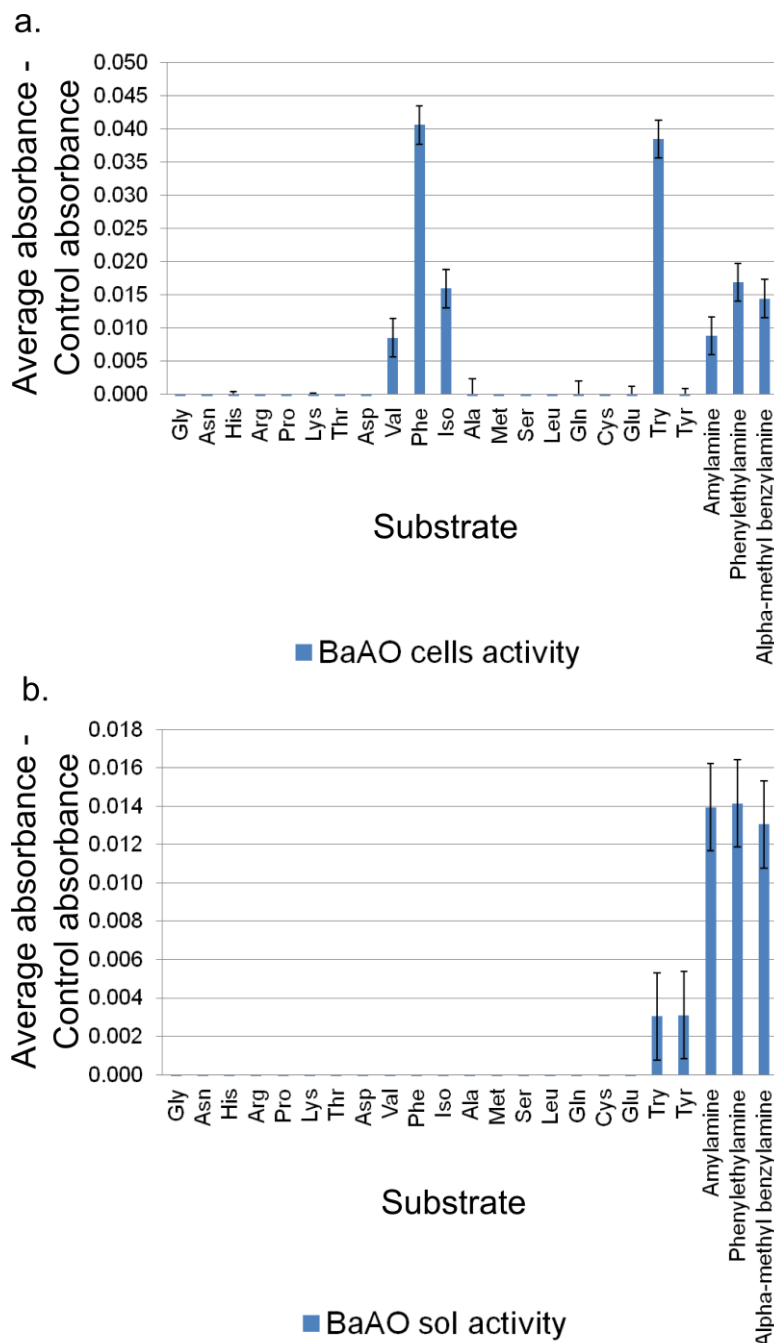 a.
Average absorbance -
Control absorbance
0.050
0.045
0.040
0.035
0.030
0.025
0.020
0.015
0.010
0.005
0.000
Gly
Asn
His
Arg
Pro
Lys
Thr
Asp
Val
Phe
Iso
Ala
Met
Ser
Leu
Gln
Cys
Glu
Try
Tyr
Amylamine
Phenylethylamine
Alpha-methyl benzylamine
Substrate
BaAO cells activity
b.
Average absorbance -
Control absorbance
0.018
0.016
0.014
0.012
0.010
0.008
0.006
0.004
0.002
0.000
Gly
Asn
His
Arg
Pro
Lys
Thr
Asp
Val
Phe
Iso
Ala
Met
Ser
Leu
Gln
Cys
Glu
Try
Tyr
Amylamine
Phenylethylamine
Alpha-methyl benzylamine
Substrate
BaAO sol activity